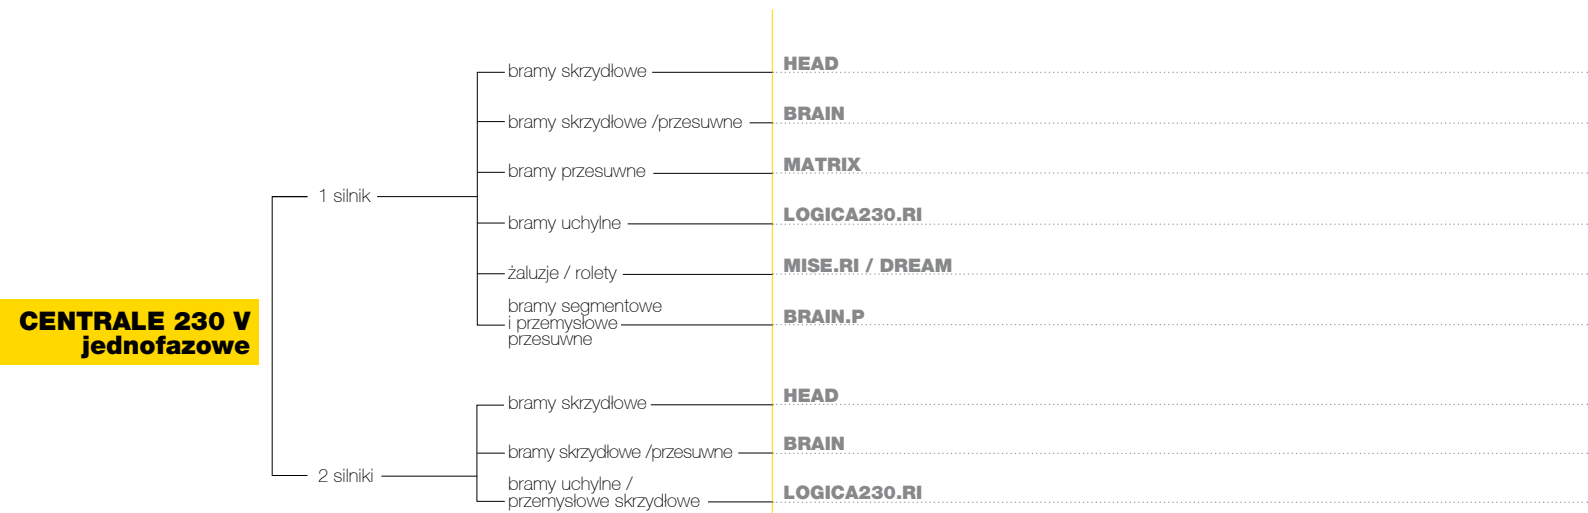 CENTRALE 230 V
jednofazowe
1 silnik
bramy skrzydłowe
HEAD
bramy skrzydłowe /przesuwne
BRAIN
bramy przesuwne
MATRIX
bramy uchylne
LOGICA230.RI
żaluzje / rolety
MISE.RI / DREAM
bramy segmentowe
i przemysłowe
przesuwne
BRAIN.P
2 silniki
bramy skrzydłowe
HEAD
bramy skrzydłowe /przesuwne
BRAIN
bramy uchylne /
przemysłowe skrzydłowe
LOGICA230.RI